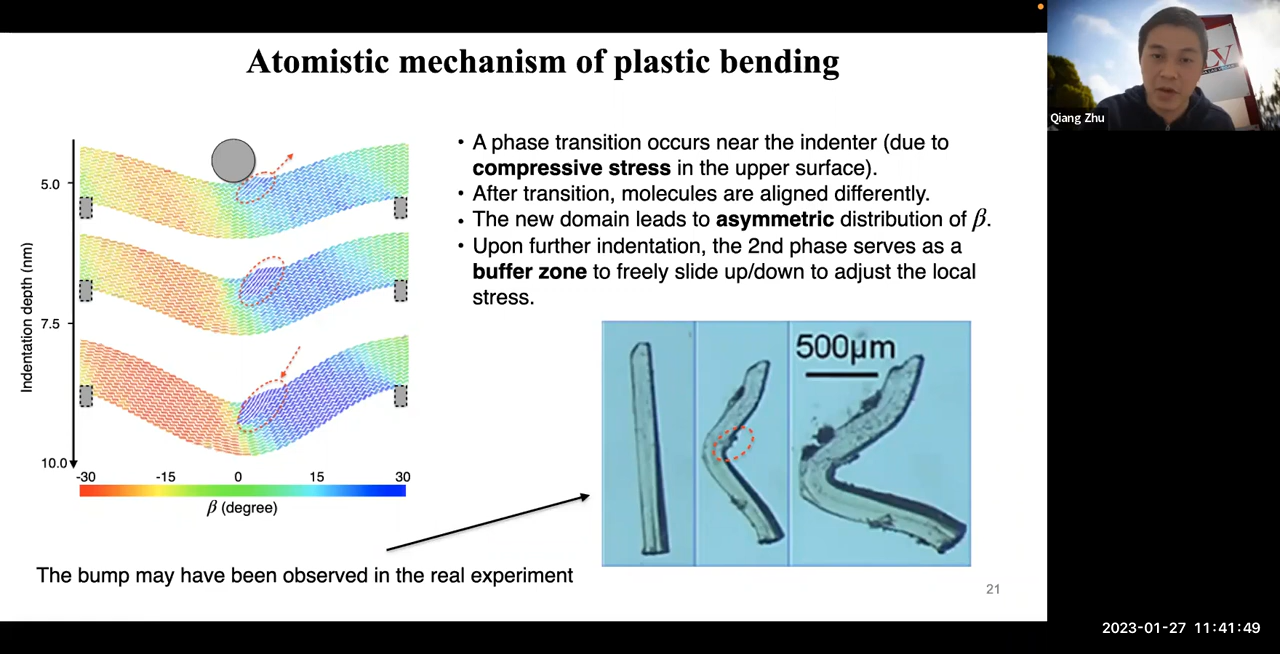 Atomistic mechanism of plastic bending
Qiang Zhu
• A phase transition occurs near the indenter (due to
compressive stress in the upper surface).
• After transition, molecules are aligned differently.
• The new domain leads to asymmetric distribution of β.
• Upon further indentation, the 2nd phase serves as a
buffer zone to freely slide up/down to adjust the local
stress.
Indentation depth (nm)
5.0
7.5
10.0
-30 -15 0 15 30
β (degree)
500μm
The bump may have been observed in the real experiment
21
2023-01-27 11:41:49